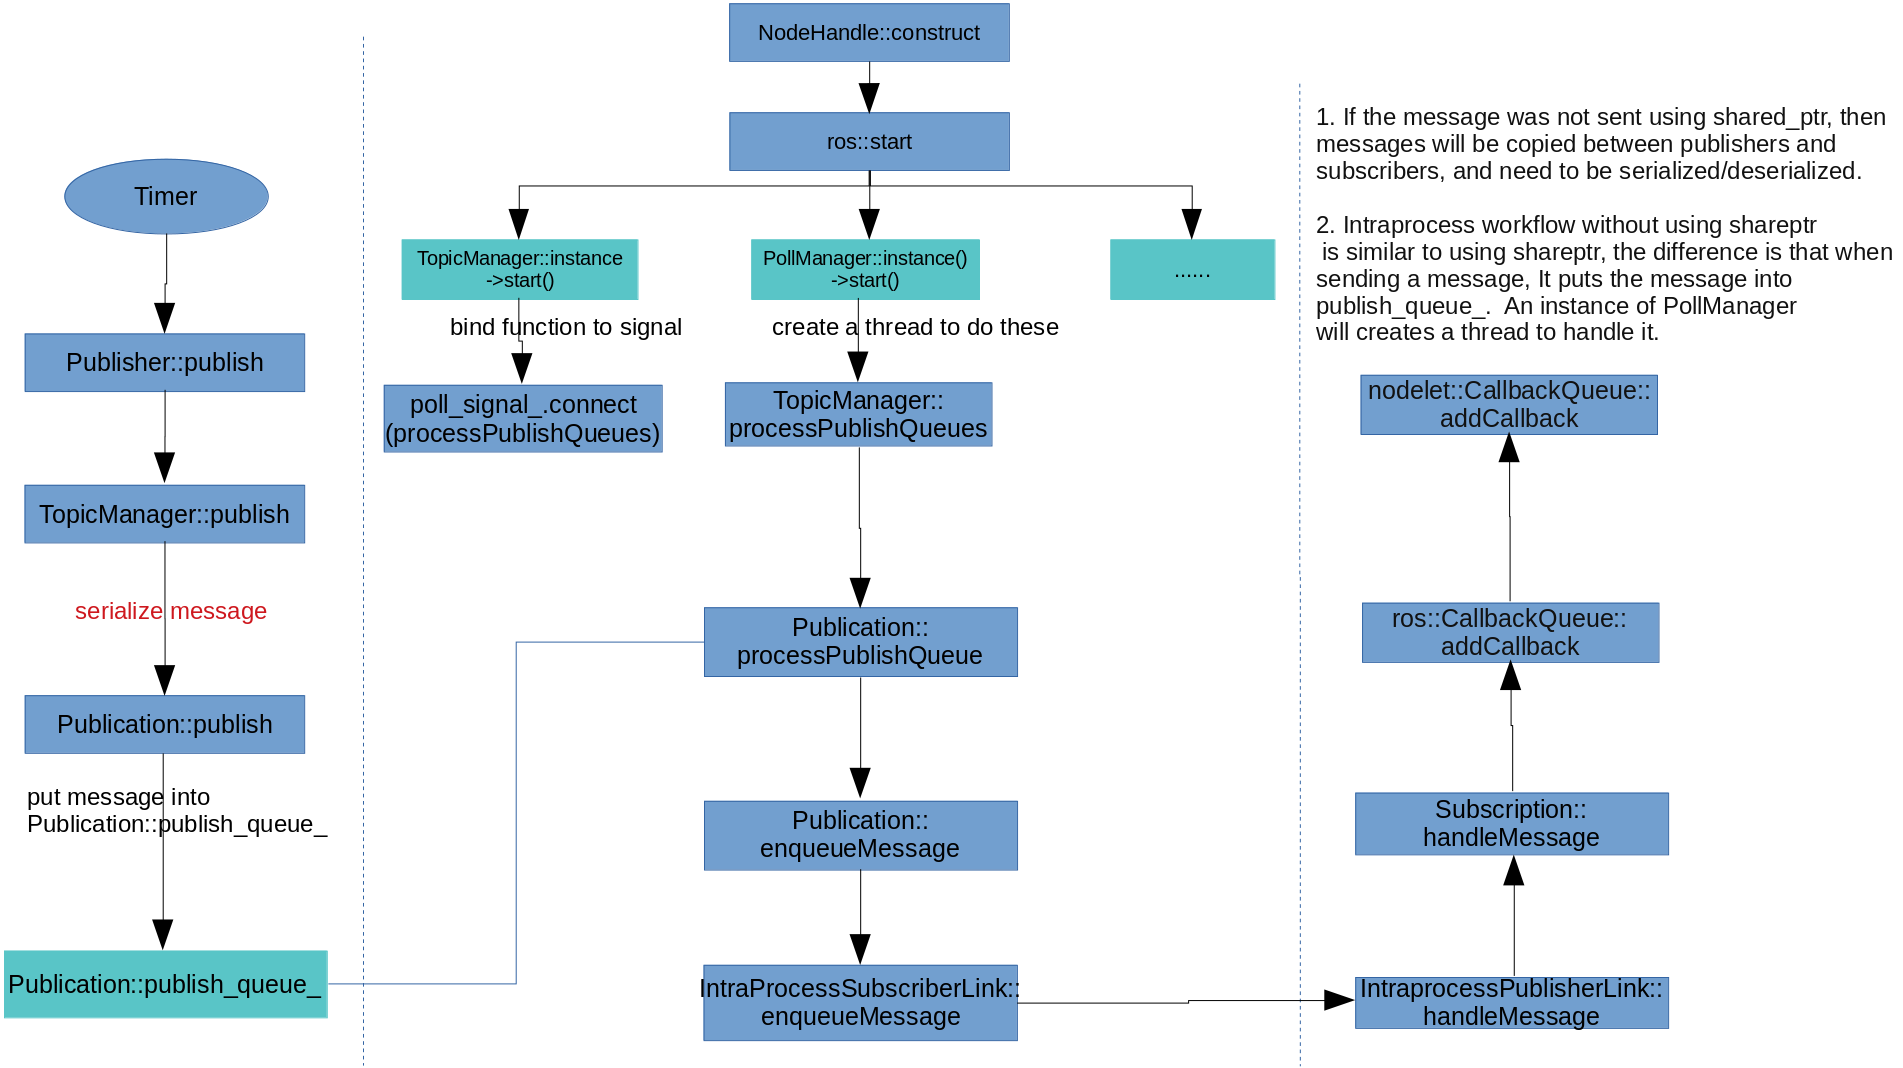 Timer
Publisher::publish
TopicManager::publish
serialize message
Publication::publish
put message into
Publication::publish_queue_
Publication::publish_queue_
NodeHandle::construct
ros::start
TopicManager::instance
->start()
PollManager::instance()
->start()
......
bind function to signal
create a thread to do these
poll_signal_.connect
(processPublishQueues)
TopicManager::
processPublishQueues
Publication::
processPublishQueue
Publication::
enqueueMessage
IntraProcessSubscriberLink::
enqueueMessage
1. If the message was not sent using shared_ptr, then
messages will be copied between publishers and
subscribers, and need to be serialized/deserialized.
2. Intraprocess workflow without using shareptr
is similar to using shareptr, the difference is that when
sending a message, It puts the message into
publish_queue_.  An instance of PollManager
will creates a thread to handle it.
nodelet::CallbackQueue::
addCallback
ros::CallbackQueue::
addCallback
Subscription::
handleMessage
IntraprocessPublisherLink::
handleMessage